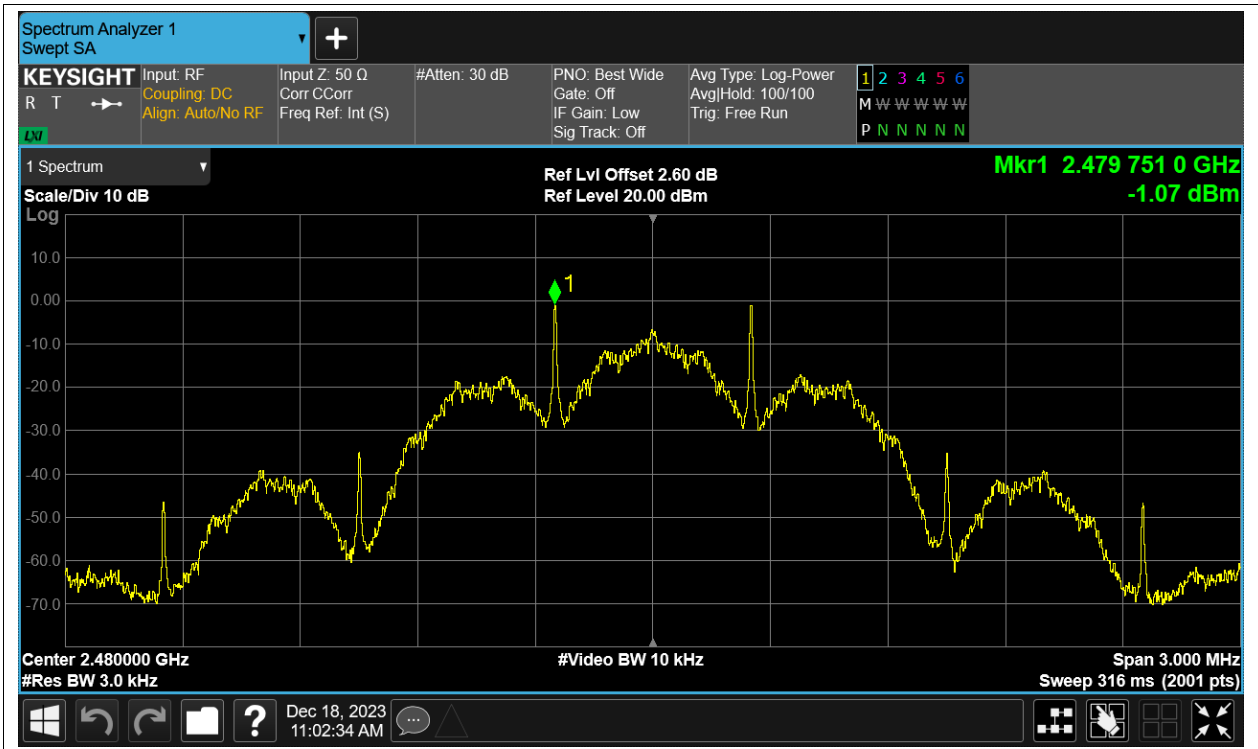 Spectrum Analyzer 1
Swept SA
+
KEYSIGHT
R T
LXI
Input: RF
Coupling: DC
Align: Auto/No RF
Input Z: 50 Ω
Corr CCorr
Freq Ref: Int (S)
#Atten: 30 dB
PNO: Best Wide
Gate: Off
IF Gain: Low
Sig Track: Off
Avg Type: Log-Power
Avg|Hold: 100/100
Trig: Free Run
1 2 3 4 5 6
M W W W W W W
P N N N N N N
1 Spectrum
Scale/Div 10 dB
Log
Ref Lvl Offset 2.60 dB
Ref Level 20.00 dBm
Mkr1 2.479 751 0 GHz
-1.07 dBm
10.0
0.00
-10.0
-20.0
-30.0
-40.0
-50.0
-60.0
-70.0
1
Center 2.480000 GHz
#Res BW 3.0 kHz
#Video BW 10 kHz
Span 3.000 MHz
Sweep 316 ms (2001 pts)
?
Dec 18, 2023
11:02:34 AM